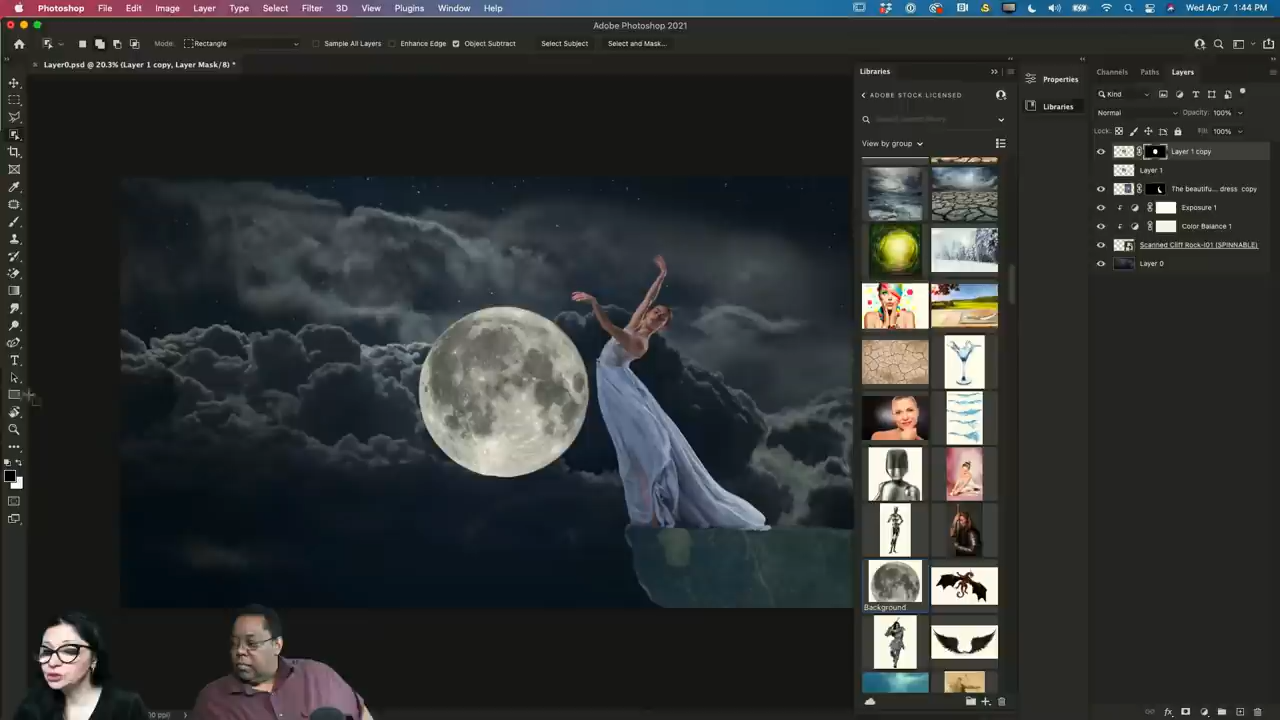 Photoshop File Edit Image Layer Type Select Filter 3D View Plugins Window Help Wed Apr 7 1:44 PM
Adobe Photoshop 2021
Mode: Rectangle Sample All Layers Enhance Edge Object Subtract Select Subject Select and Mask...
Layer0.psd @ 20.3% (Layer 1 copy, Layer Mask/8) *
Libraries
ADOBE STOCK LICENSED
View by group
Background
Properties
Libraries
Channels Paths Layers
Kind
Normal Opacity: 100%
Lock: Fill: 100%
Layer 1 copy
Layer 1
The beautifu... dress copy
Exposure 1
Color Balance 1
Scanned Cliff Rock-I01 (SPINNABLE)
Layer 0